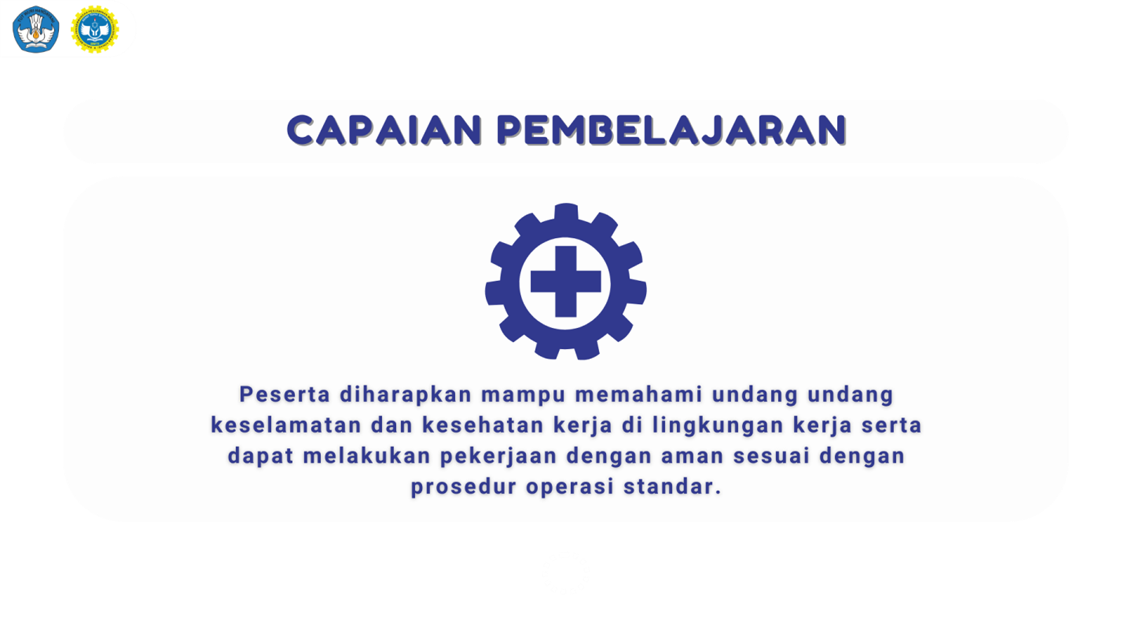 CAPAIAN PEMBELAJARAN
Peserta diharapkan mampu memahami undang undang
keselamatan dan kesehatan kerja di lingkungan kerja serta
dapat melakukan pekerjaan dengan aman sesuai dengan
prosedur operasi standar.